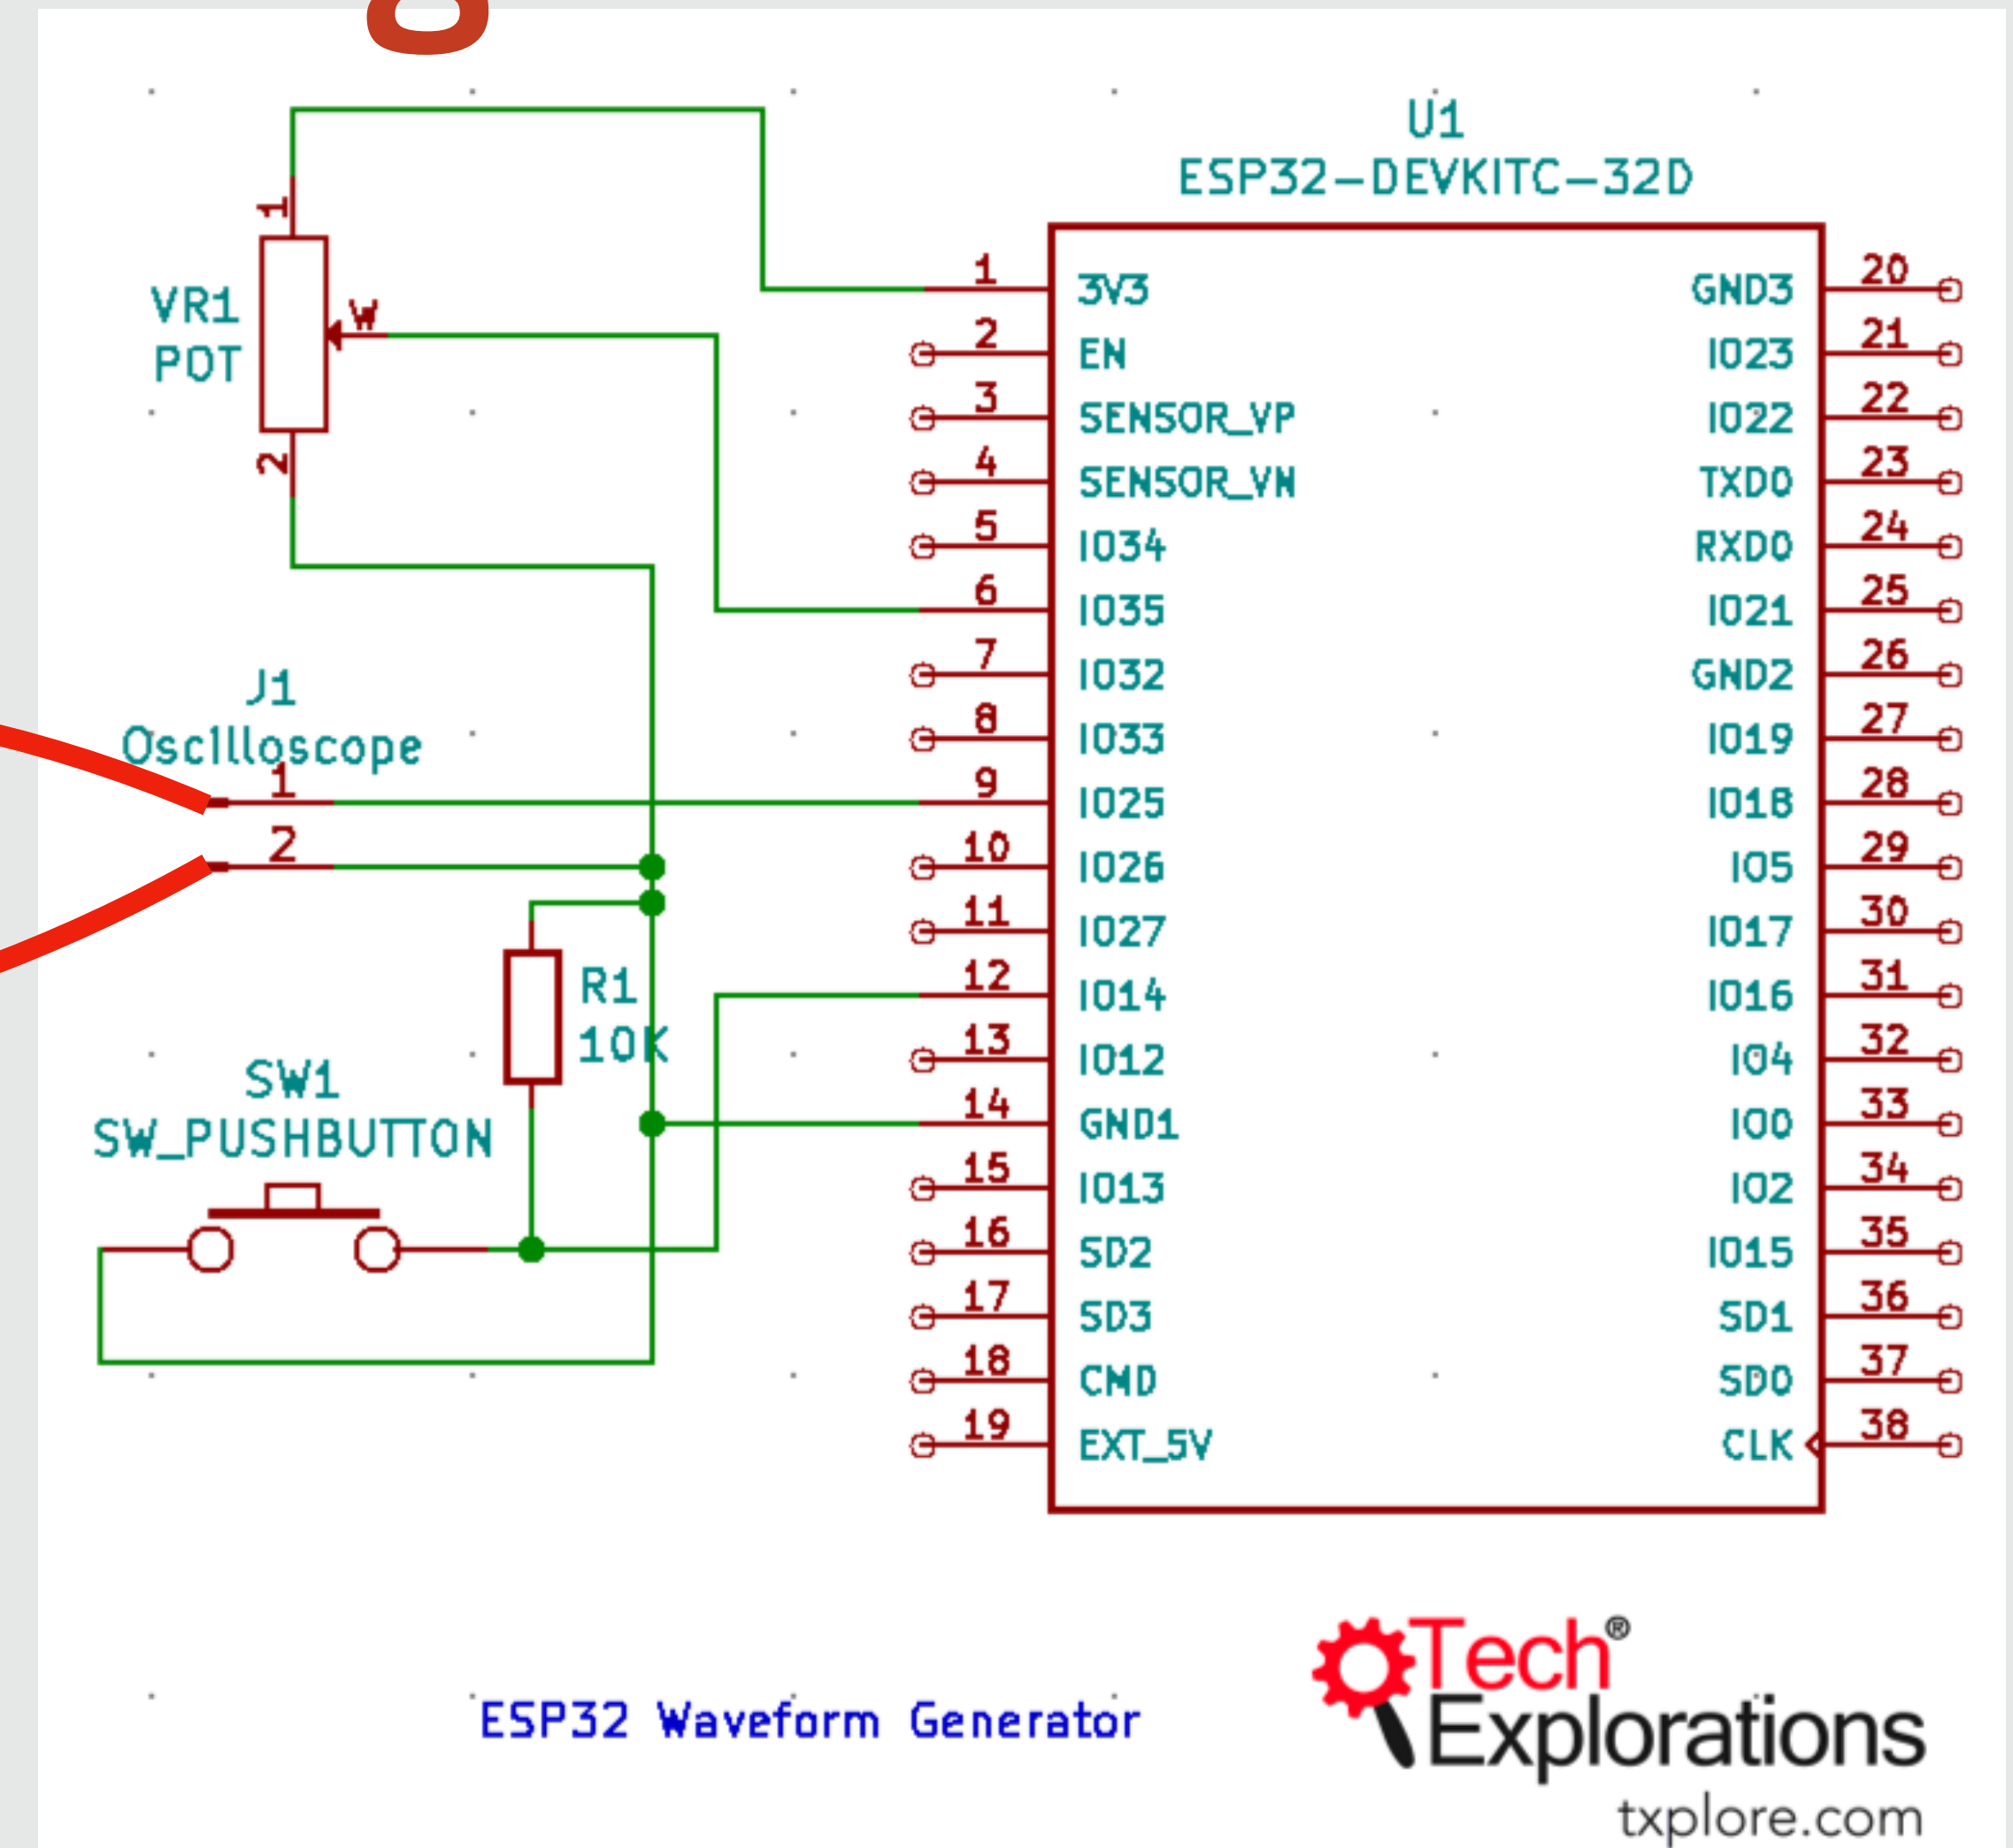 U1
ESP32-DEVKITC-32D
1
VR1
POT
W
2
J1
Oscilloscope
1
2
R1
10K
SW1
SW_PUSHBUTTON
1 3V3 GND3 20
2 EN IO23 21
3 SENSOR_VP IO22 22
4 SENSOR_VN TXD0 23
5 IO34 RXD0 24
6 IO35 IO21 25
7 IO32 GND2 26
8 IO33 IO19 27
9 IO25 IO18 28
10 IO26 IO5 29
11 IO27 IO17 30
12 IO14 IO16 31
13 IO12 IO4 32
14 GND1 IO0 33
15 IO13 IO2 34
16 SD2 IO15 35
17 SD3 SD1 36
18 CMD SD0 37
19 EXT_5V CLK 38
ESP32 Waveform Generator
Tech®
Explorations
txplore.com